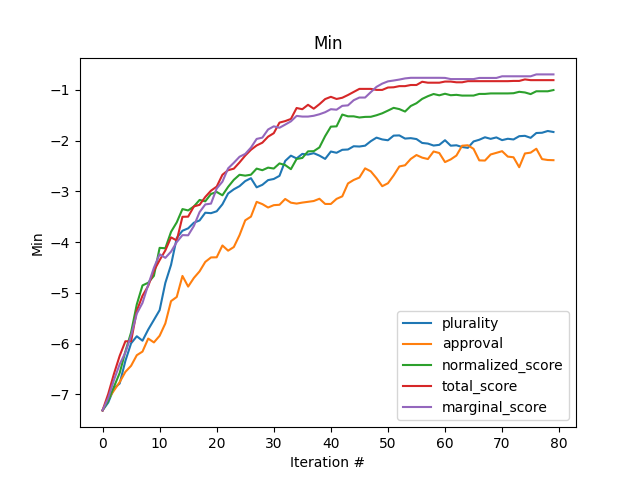 Min
Min
−1
−2
−3
−4
−5
−6
−7
0 10 20 30 40 50 60 70 80
Iteration #
plurality
approval
normalized_score
total_score
marginal_score